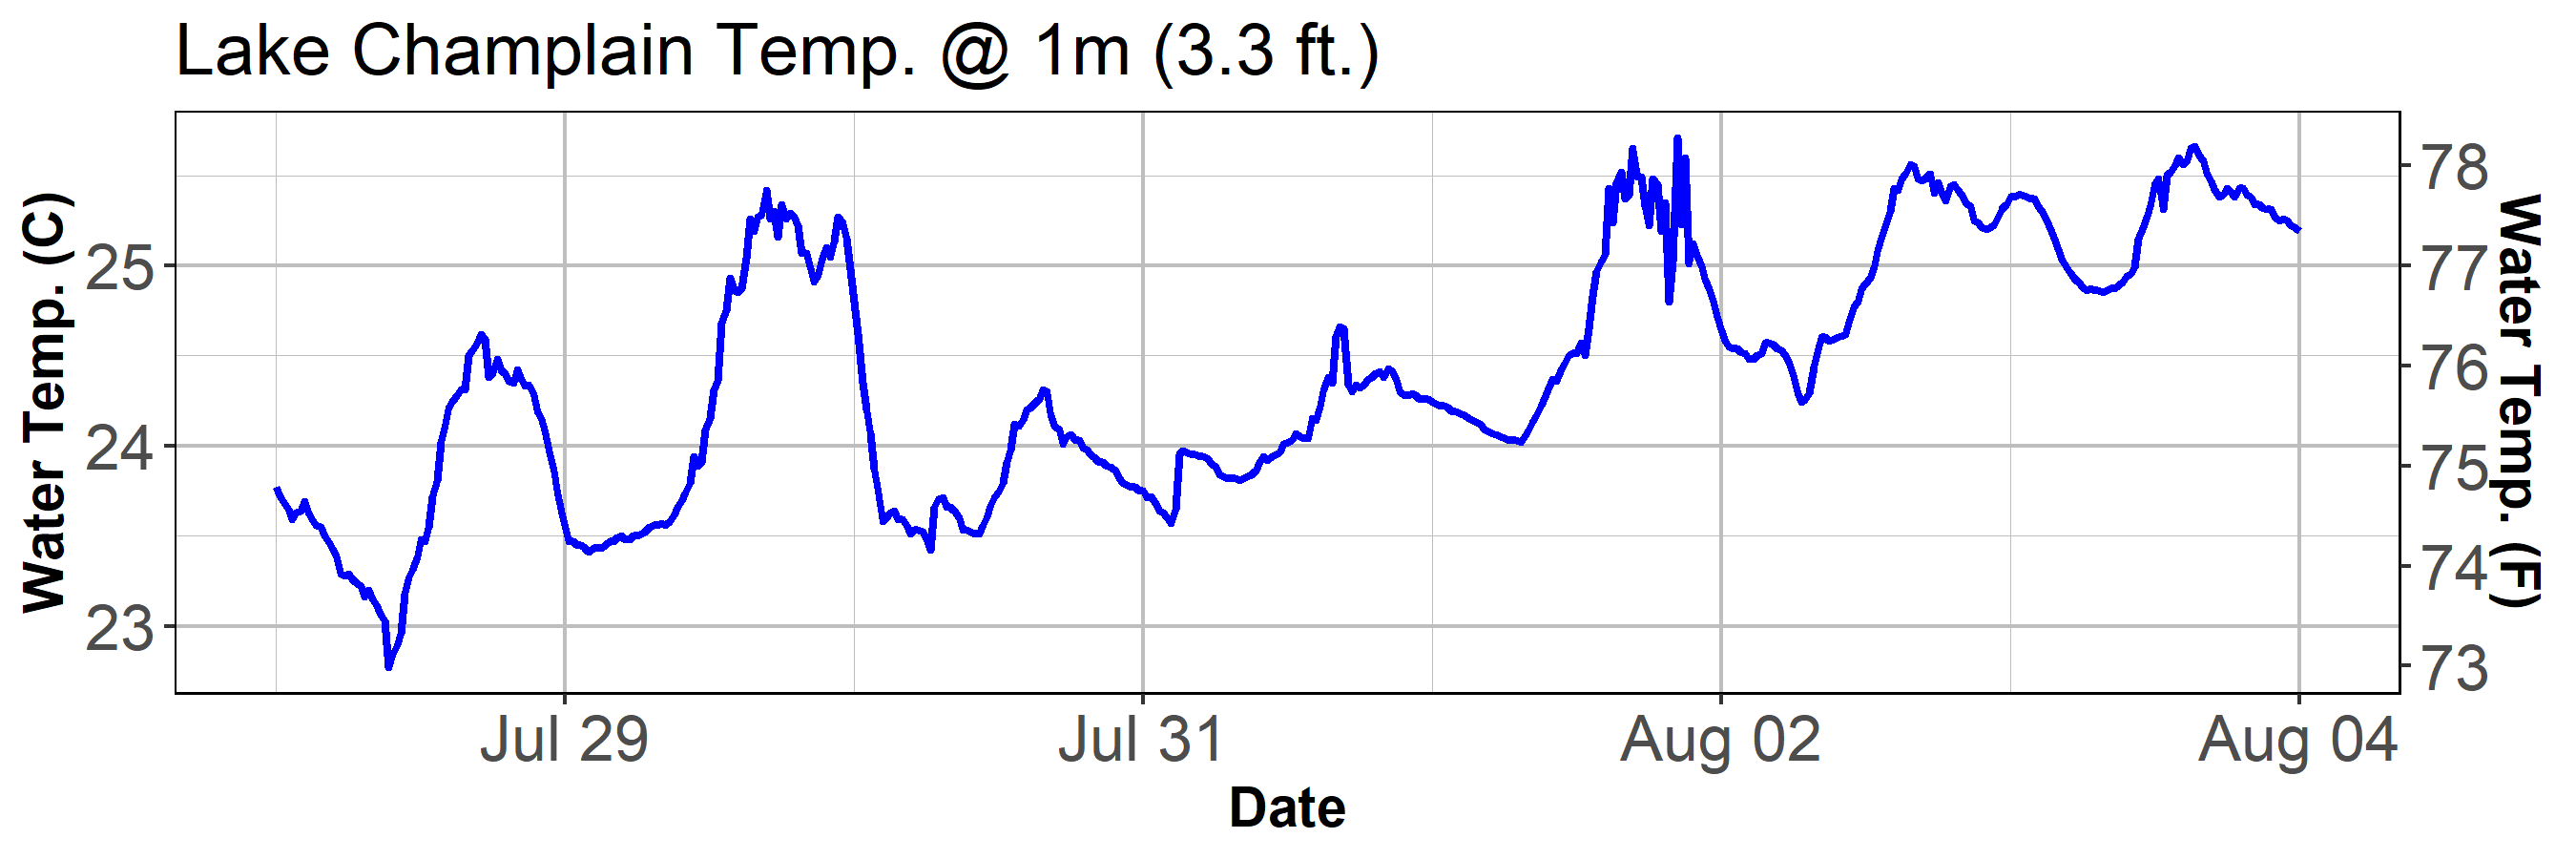 Lake Champlain Temp. @ 1m (3.3 ft.)
Water Temp. (C)
25
24
23
78
77
76
75
74
73
Water Temp. (F)
Jul 29
Jul 31
Aug 02
Aug 04
Date